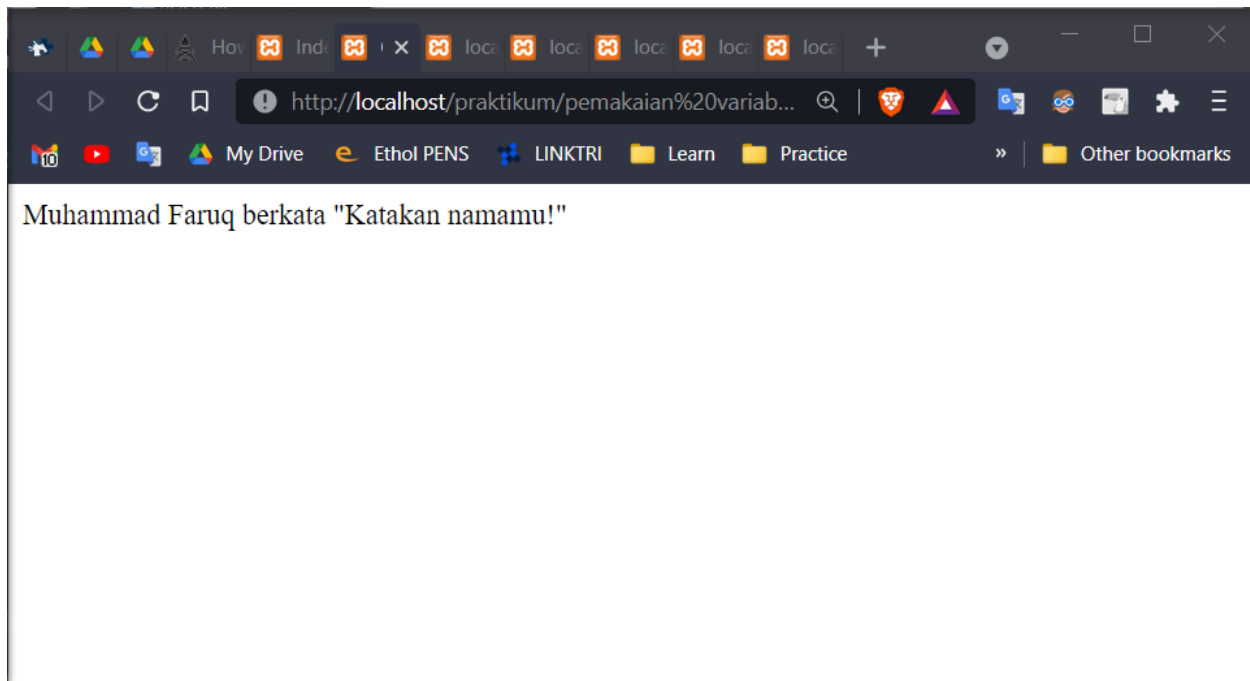 Hov
Ind
loca
loca
loca
loca
loca
http://localhost/praktikum/pemakaian%20variab...
10
My Drive
Ethol PENS
LINKTRI
Learn
Practice
»
Other bookmarks
Muhammad Faruq berkata "Katakan namamu!"